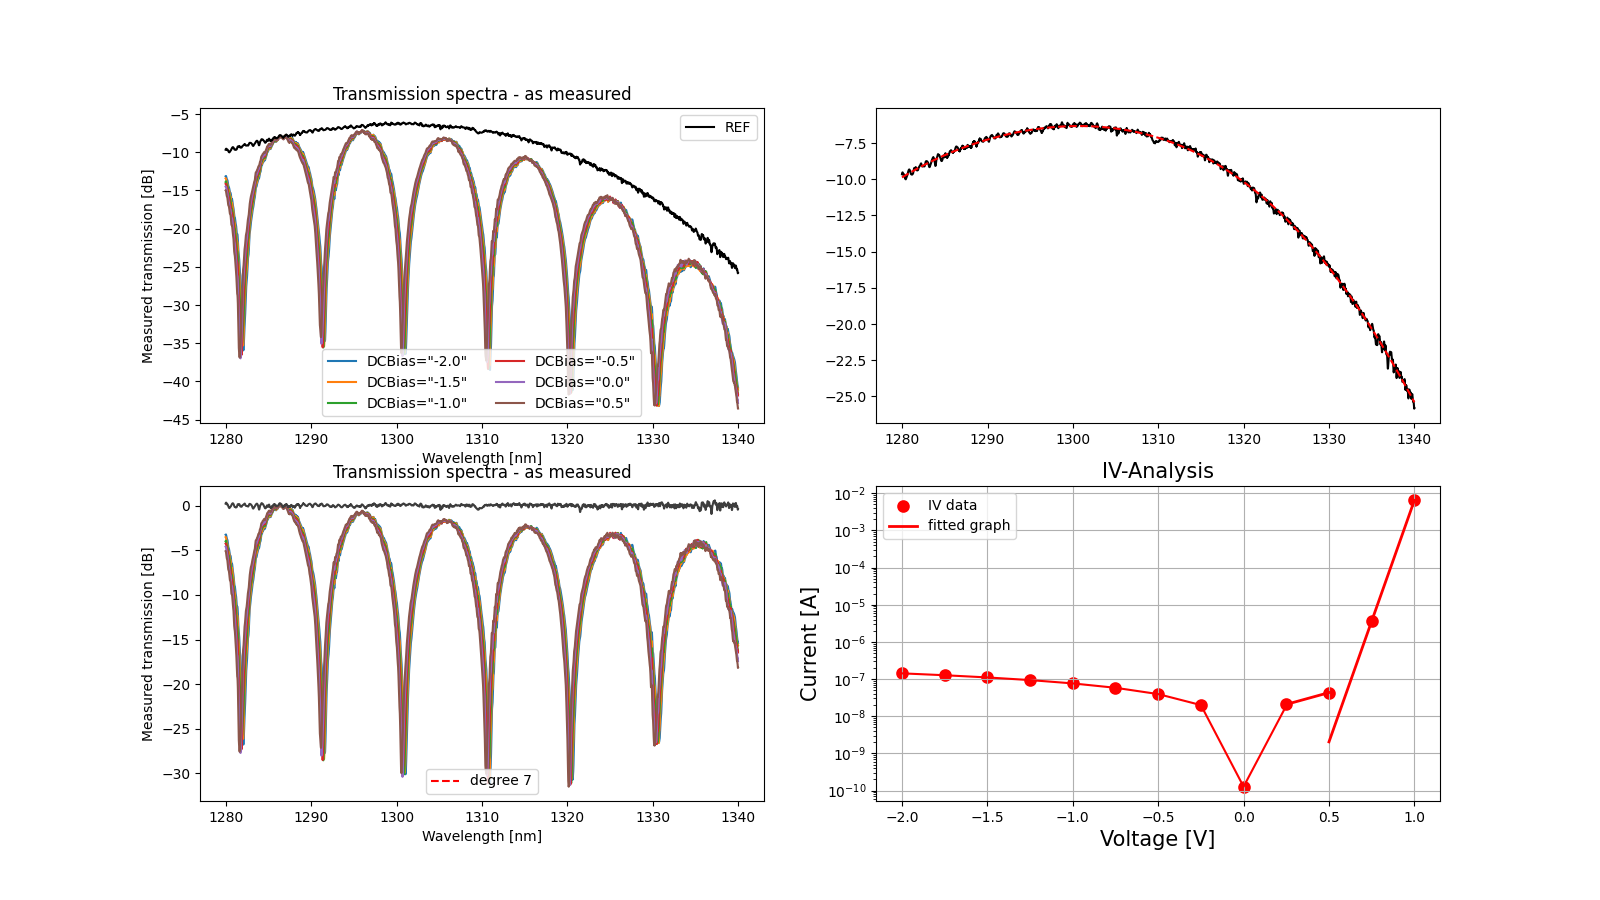 Transmission spectra - as measured
Measured transmission [dB]
−5
−10
−15
−20
−25
−30
−35
−40
−45
REF
DCBias="-2.0"
DCBias="-1.5"
DCBias="-1.0"
DCBias="-0.5"
DCBias="0.0"
DCBias="0.5"
1280 1290 1300 1310 1320 1330 1340
Wavelength [nm]
−7.5
−10.0
−12.5
−15.0
−17.5
−20.0
−22.5
−25.0
1280 1290 1300 1310 1320 1330 1340
Transmission spectra - as measured
Measured transmission [dB]
0
−5
−10
−15
−20
−25
−30
degree 7
1280 1290 1300 1310 1320 1330 1340
Wavelength [nm]
IV-Analysis
Current [A]
10⁻²
10⁻³
10⁻⁴
10⁻⁵
10⁻⁶
10⁻⁷
10⁻⁸
10⁻⁹
10⁻¹⁰
IV data
fitted graph
−2.0 −1.5 −1.0 −0.5 0.0 0.5 1.0
Voltage [V]